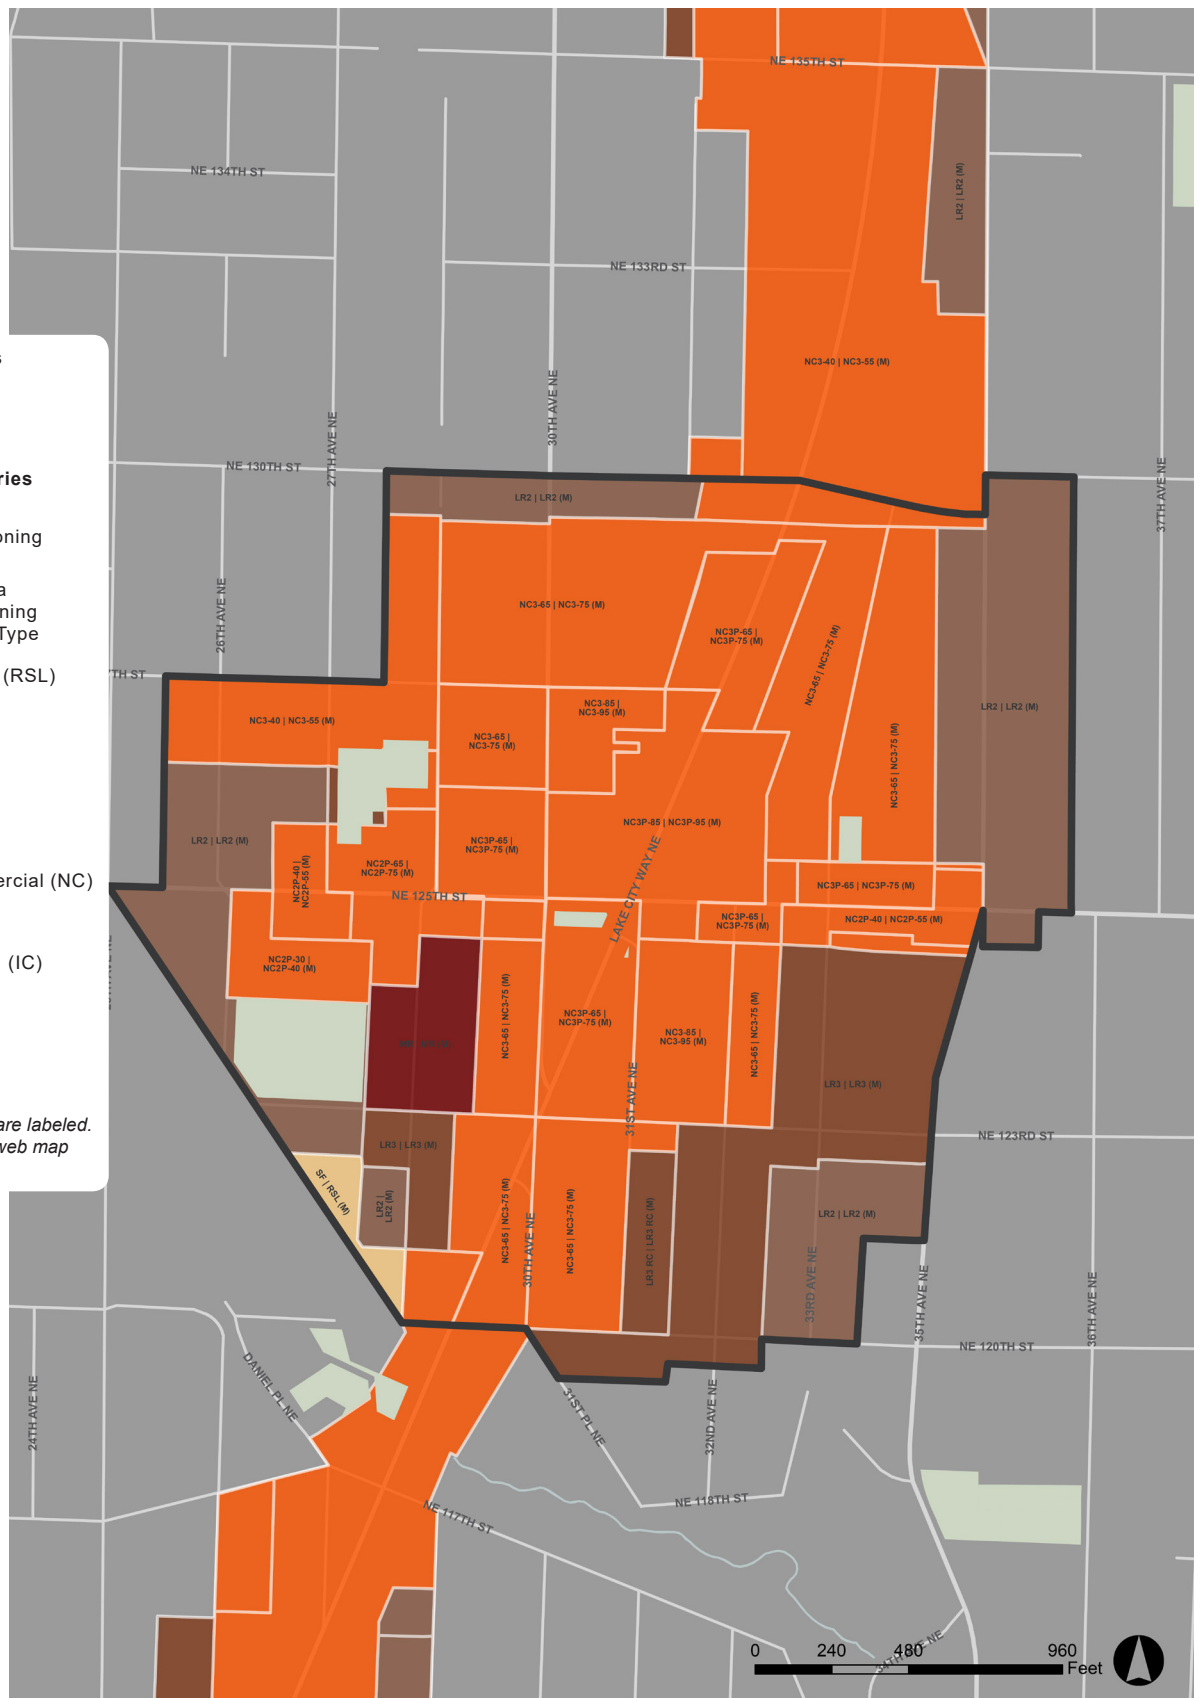 NE 135TH ST
NE 134TH ST
LR2 | LR2 (M)
NE 133RD ST
NC3-40 | NC3-55 (M)
s
ries
oning
a
ning
Type
(RSL)
ercial (NC)
(IC)
are labeled.
web map
30TH AVE NE
27TH AVE NE
NE 130TH ST
37TH AVE NE
LR2 | LR2 (M)
26TH AVE NE
NC3-65 | NC3-75 (M)
NC3P-65 |
NC3P-75 (M)
NC3-65 | NC3-75 (M)
TH ST
NC3-40 | NC3-55 (M)
NC3-85 |
NC3-95 (M)
NC3-65 |
NC3-75 (M)
LR2 | LR2 (M)
NC3-65 | NC3-75 (M)
LR2 | LR2 (M)
NC3P-65 |
NC3P-75 (M)
NC3P-85 | NC3P-95 (M)
NC2P-40 |
NC2P-55 (M)
NC2P-65 |
NC2P-75 (M)
NE 125TH ST
LAKE CITY WAY NE
NC3P-65 | NC3P-75 (M)
NC3P-65 |
NC3P-75 (M)
NC2P-40 | NC2P-55 (M)
NC2P-30 |
NC2P-40 (M)
NC3-65 | NC3-75 (M)
NC3P-65 |
NC3P-75 (M)
NC3-85 |
NC3-95 (M)
NC3-65 | NC3-75 (M)
LR3 | LR3 (M)
31ST AVE NE
NE 123RD ST
LR3 | LR3 (M)
SF | RSL (M)
LR2 |
LR2 (M)
NC3-65 | NC3-75 (M)
30TH AVE NE
NC3-65 | NC3-75 (M)
LR3 RC | LR3 RC (M)
LR2 | LR2 (M)
33RD AVE NE
35TH AVE NE
36TH AVE NE
NE 120TH ST
24TH AVE NE
DANIEL PL NE
31ST PL NE
32ND AVE NE
NE 118TH ST
NE 117TH ST
34TH AVE NE
0 240 480 960
Feet